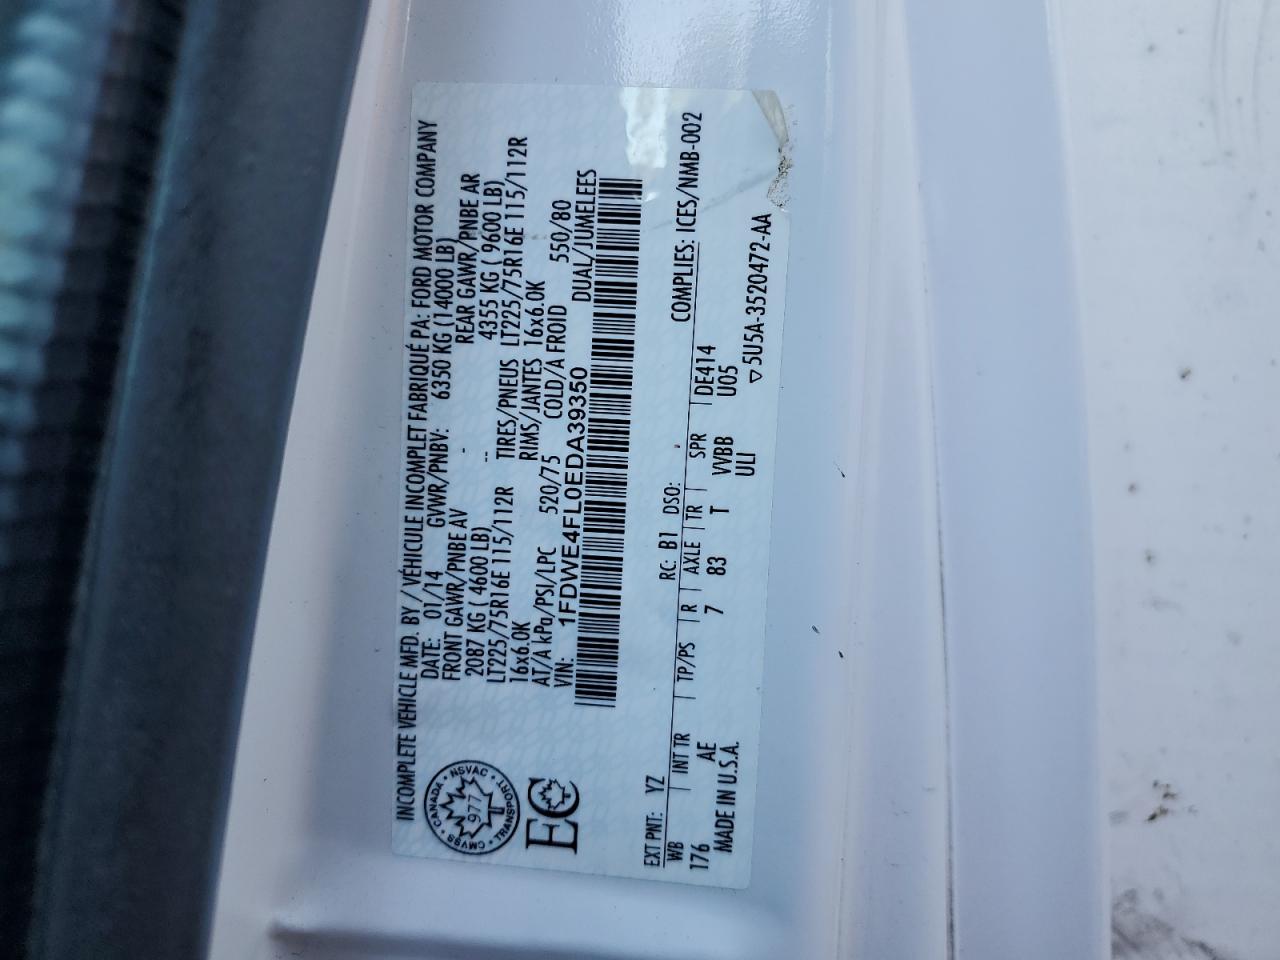 INCOMPLETE VEHICLE MFD. BY / VÉHICULE INCOMPLET FABRIQUÉ PA: FORD MOTOR COMPANY
DATE: 01/14 GVWR/PNBV: 6350 KG (14000 LB)
FRONT GAWR/PNBE AV - REAR GAWR/PNBE AR
2087 KG ( 4600 LB) -- 4355 KG ( 9600 LB)
LT225/75R16E 115/112R TIRES/PNEUS LT225/75R16E 115/112R
16x6.0K RIMS/JANTES 16x6.0K
AT/A kPa/PSI/LPC 520/75 COLD/A FROID 550/80
VIN: 1FDWE4FL0EDA39350 DUAL/JUMELEES
CMVSS • CANADA • NSVAC • TRANSPORT •
977
EC
COMPLIES: ICES/NMB-002
EXT PNT: YZ RC: B1 DSO:
WB | INT TR | TP/PS | R | AXLE | TR | SPR | DE414
176 AE 7 83 T VVBB U05
MADE IN U.S.A. ULI
▽ 5U5A-3520472-AA